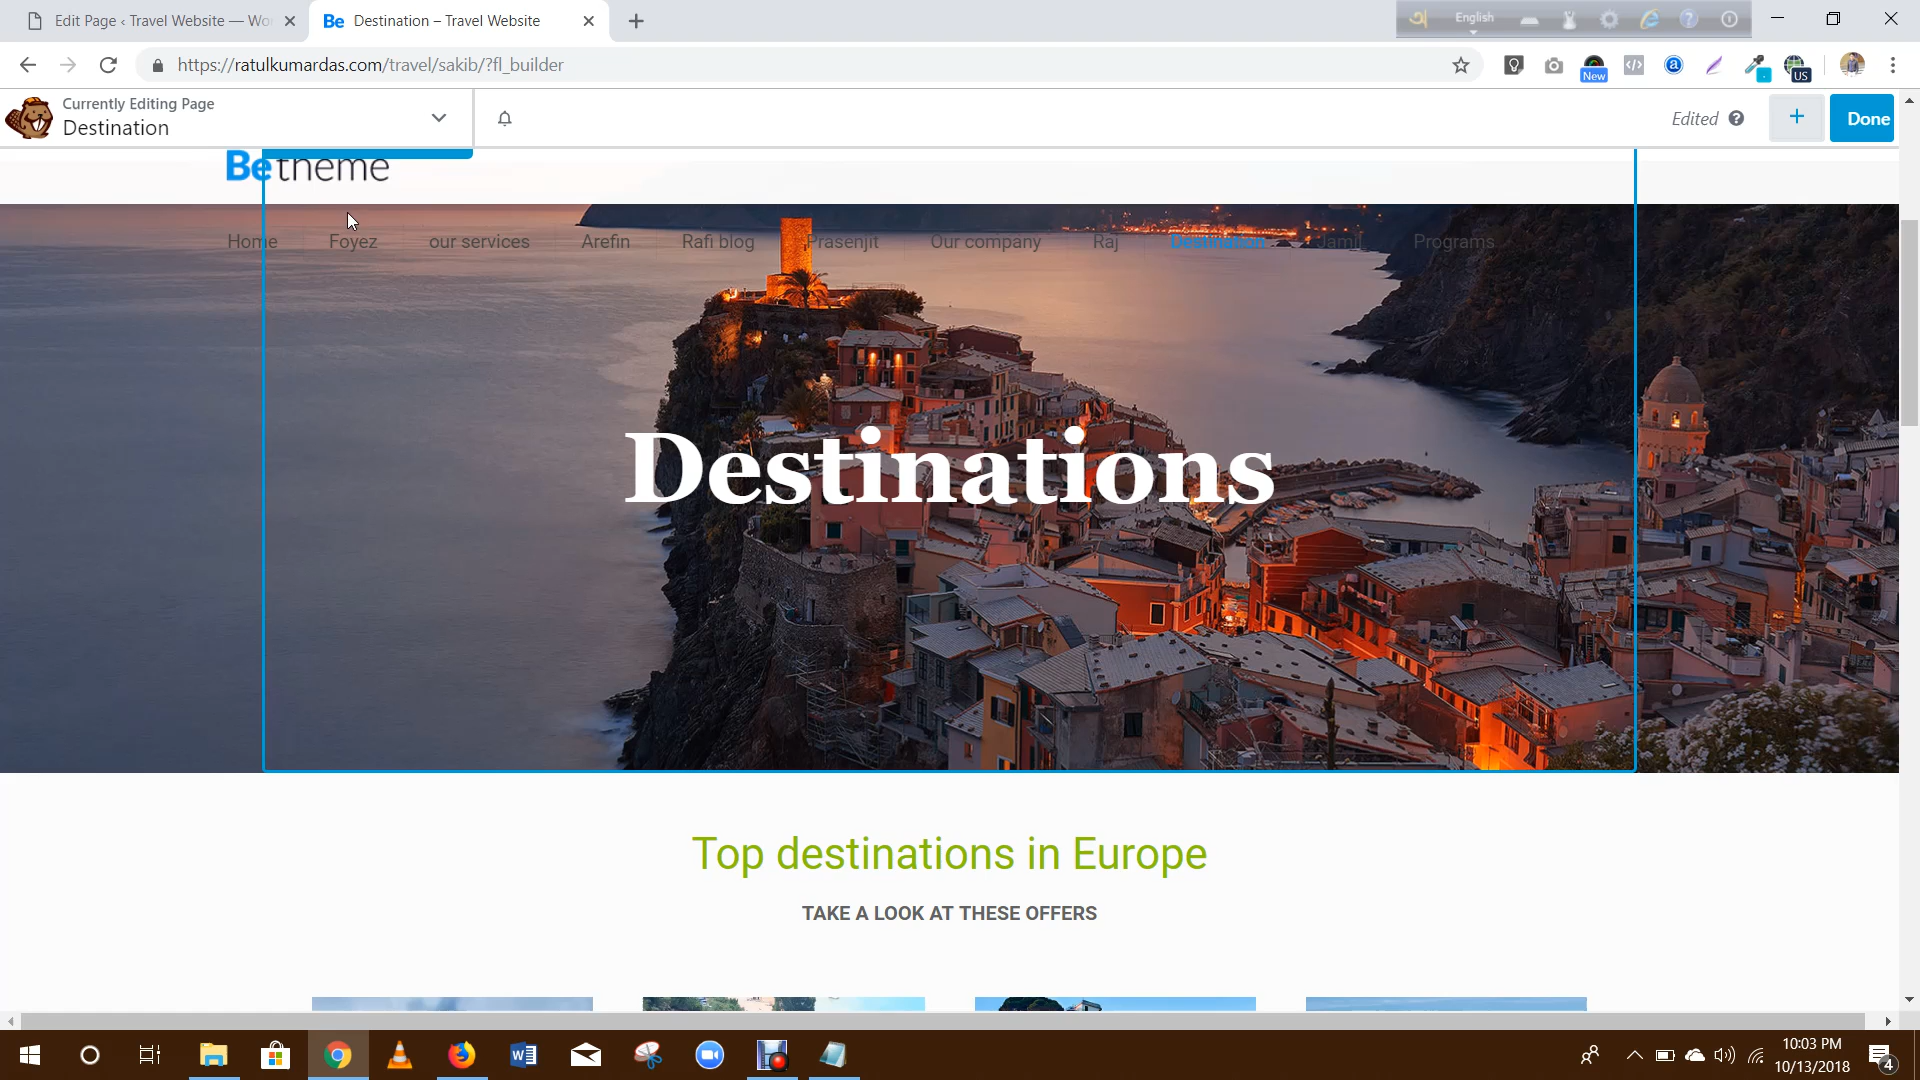 Edit Page ‹ Travel Website — Wo
Be Destination – Travel Website
English
https://ratulkumardas.com/travel/sakib/?fl_builder
New
US
Currently Editing Page
Destination
Edited
Done
Betheme
Home Foyez our services Arefin Rafi blog Prasenjit Our company Raj Destination Jamil Programs
Destinations
Top destinations in Europe
TAKE A LOOK AT THESE OFFERS
10:03 PM
10/13/2018
4